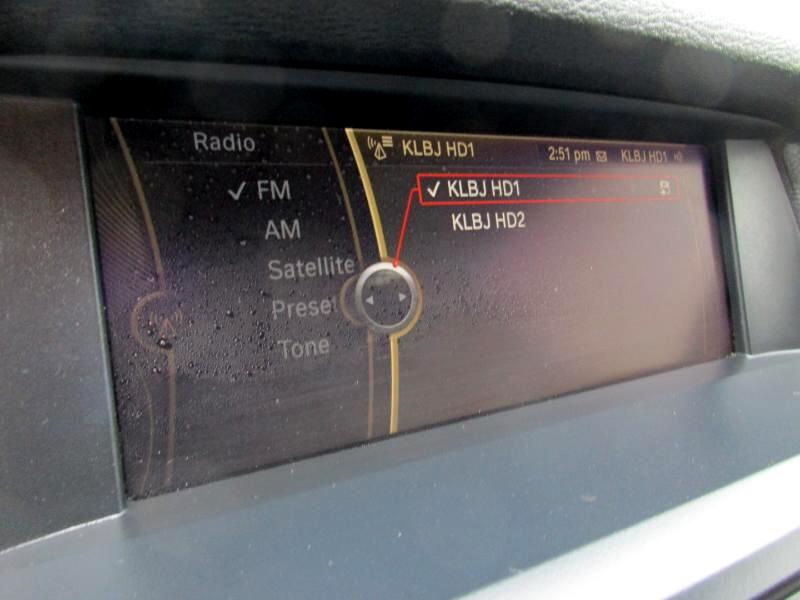 Radio
FM
AM
Satellite
Preset
Tone
KLBJ HD1
2:51 pm
KLBJ HD1
KLBJ HD1
KLBJ HD2